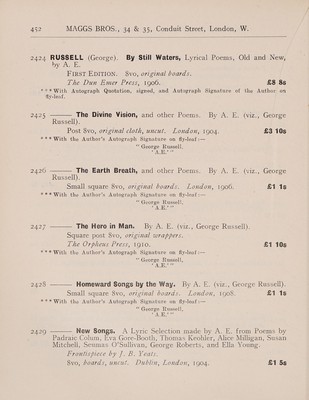 452 MAGGS BROS., 34 & 35, Conduit Street, London, W.
2424 RUSSELL (George). By Still Waters, Lyrical Poems, Old and New,
by A. E.
FIRST EDITION. 8vo, original boards.
The Dun Emer Press, 1906. £8 8s
*** With Autograph Quotation, signed, and Autograph Signature of the Author on
fly-leaf.
2425 ——— The Divine Vision, and other Poems. By A. E. (viz., George
Russell).
Post 8vo, original cloth, uncut. London, 1904. £3 10s
*** With the Author's Autograph Signature on fly-leaf:—
"George Russell,
'A.E.'"
2426 ——— The Earth Breath, and other Poems. By A. E. (viz., George
Russell).
Small square 8vo, original boards. London, 1906. £1 1s
*** With the Author's Autograph Signature on fly-leaf:—
"George Russell,
'A.E.'"
2427 ——— The Hero in Man. By A. E. (viz., George Russell).
Square post 8vo, original wrappers.
The Orpheus Press, 1910. £1 10s
*** With the Author's Autograph Signature on fly-leaf:—
"George Russell,
'A.E.'"
2428 ——— Homeward Songs by the Way. By A. E. (viz., George Russell).
Small square 8vo, original boards. London, 1908. £1 1s
*** With the Author's Autograph Signature on fly-leaf:—
"George Russell,
'A.E.'"
2429 ——— New Songs. A Lyric Selection made by A. E. from Poems by
Padraic Colum, Eva Gore-Booth, Thomas Keohler, Alice Milligan, Susan
Mitchell, Seumas O'Sullivan, George Roberts, and Ella Young.
Frontispiece by J. B. Yeats.
8vo, boards, uncut. Dublin, London, 1904. £1 5s